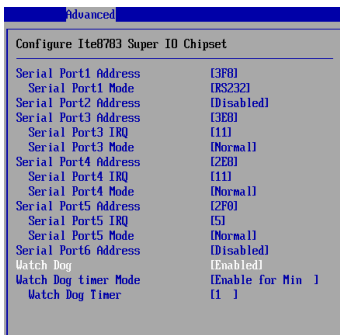 Advanced
Configure Ite8783 Super IO Chipset
Serial Port1 Address [3F8]
Serial Port1 Mode [RS232]
Serial Port2 Address [Disabled]
Serial Port3 Address [3E8]
Serial Port3 IRQ [11]
Serial Port3 Mode [Normal]
Serial Port4 Address [2E8]
Serial Port4 IRQ [11]
Serial Port4 Mode [Normal]
Serial Port5 Address [2F0]
Serial Port5 IRQ [5]
Serial Port5 Mode [Normal]
Serial Port6 Address [Disabled]
Watch Dog [Enabled]
Watch Dog timer Mode [Enable for Min ]
Watch Dog Timer [1 ]